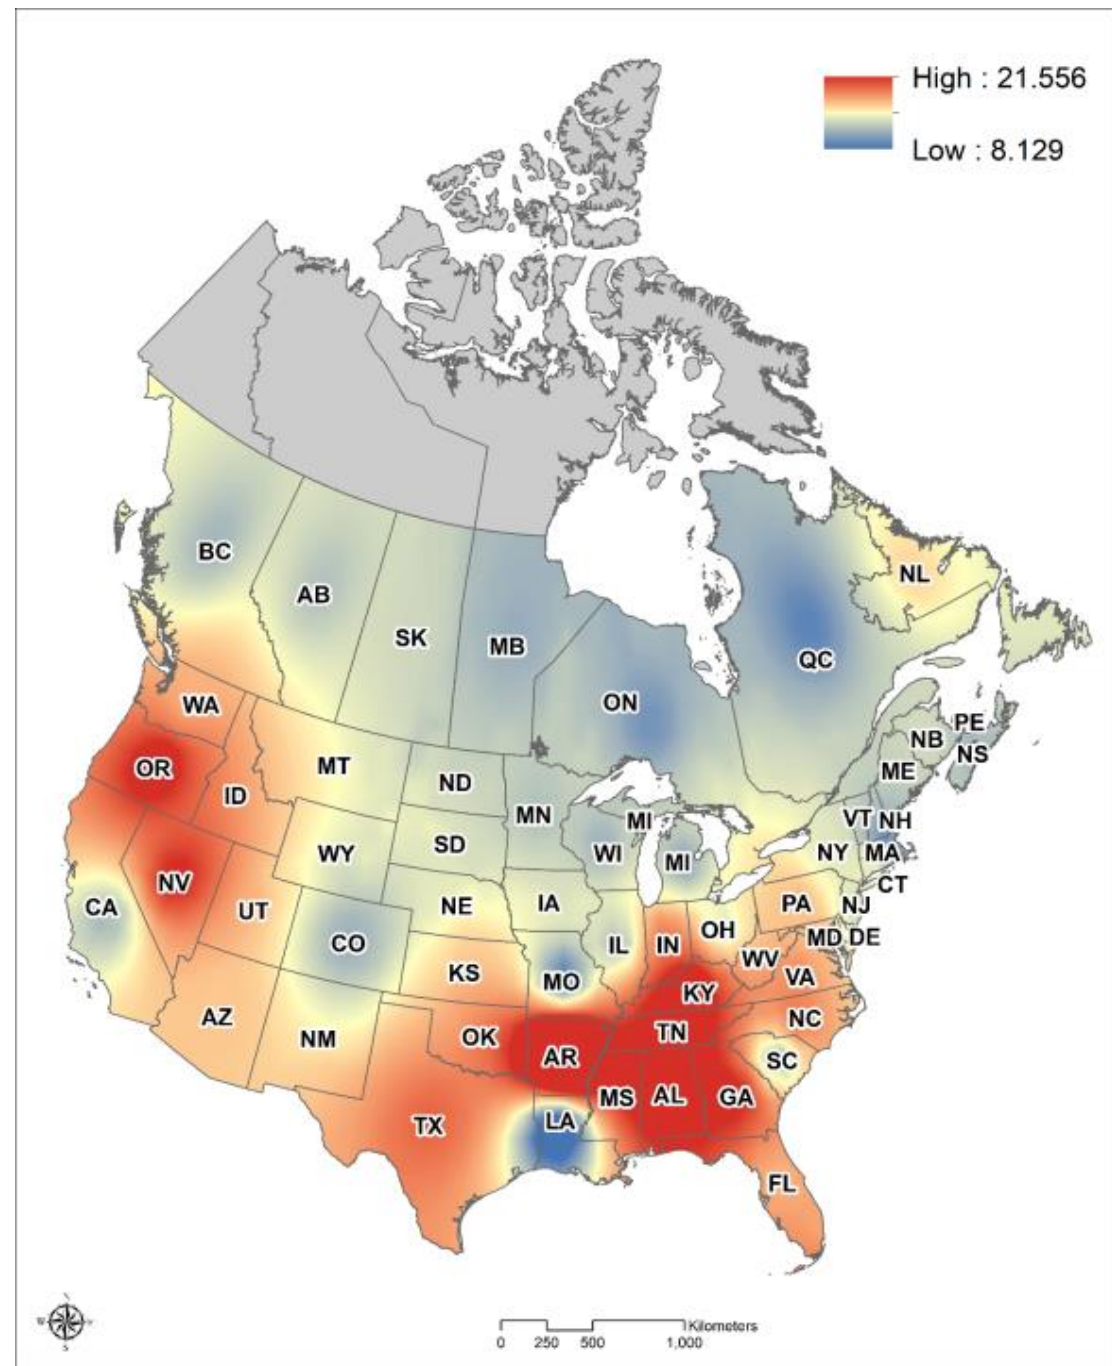 High : 21.556
Low : 8.129
BC
AB
SK
MB
ON
QC
NL
PE
NB
NS
ME
WA
OR
ID
MT
ND
MN
MI
WI
MI
VT
NH
NY
MA
CT
WY
SD
NE
IA
IL
IN
OH
PA
NJ
MD
DE
WV
VA
CA
NV
UT
CO
KS
MO
KY
NC
AZ
NM
OK
AR
TN
SC
TX
LA
MS
AL
GA
FL
S
Kilometers
0 250 500 1,000